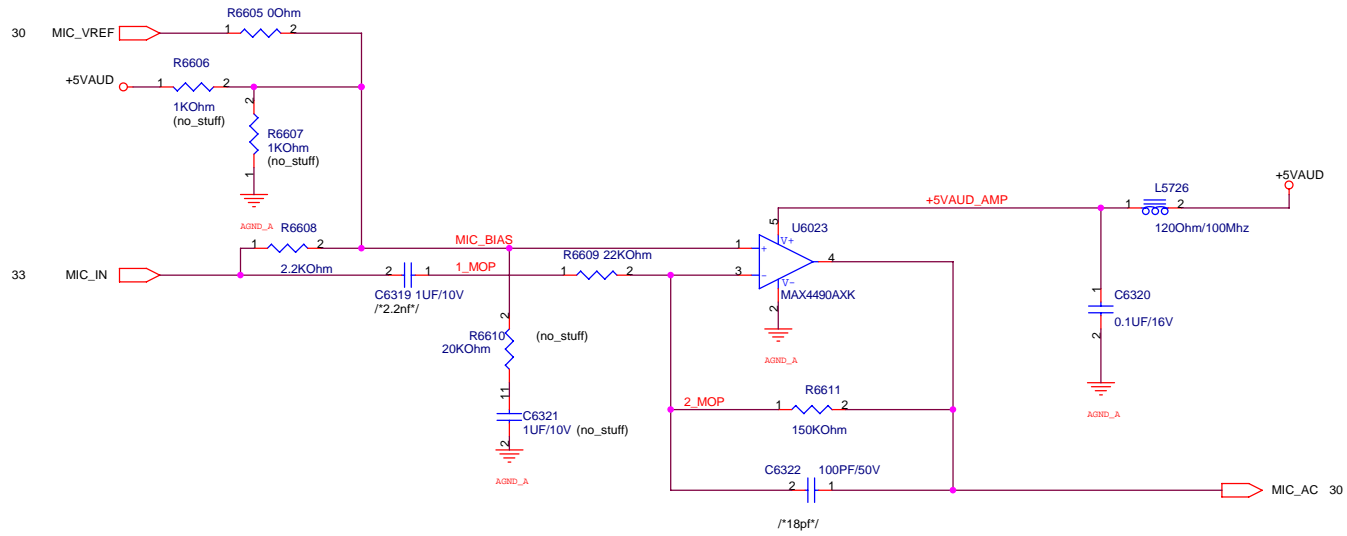 R6605 0Ohm
30 MIC_VREF 1 2
R6606
+5VAUD 1 2
1KOhm
(no_stuff)
2
R6607
1KOhm
(no_stuff)
1
AGND_A
R6608
1 2
2.2KOhm
33 MIC_IN
MIC_BIAS
2 1
C6319 1UF/10V
/*2.2nf*/
1_MOP
R6609 22KOhm
1 2
2
R6610
20KOhm
(no_stuff)
11
C6321
1UF/10V (no_stuff)
2
AGND_A
+5VAUD_AMP
5
U6023
V+
1 +
3 -
4
V-
MAX4490AXK
2
AGND_A
L5726
1 2
120Ohm/100Mhz
+5VAUD
1
C6320
0.1UF/16V
2
AGND_A
R6611
2_MOP 1 2
150KOhm
C6322 100PF/50V
2 1
/*18pf*/
MIC_AC 30